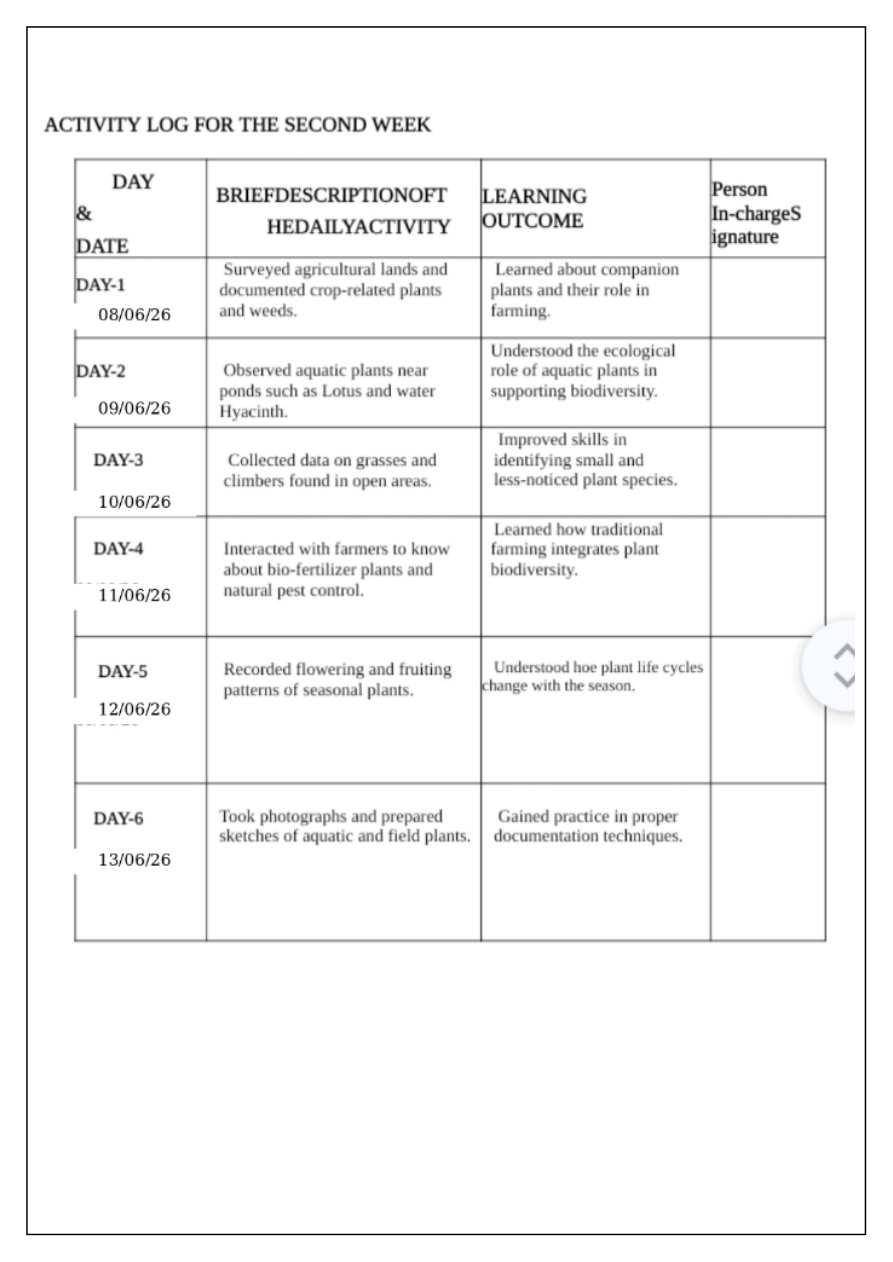 ACTIVITY LOG FOR THE SECOND WEEK
DAY
&
DATE
BRIEFDESCRIPTIONOFT
HEDAILYACTIVITY
LEARNING
OUTCOME
Person
In-chargeS
ignature
DAY-1
08/06/26
Surveyed agricultural lands and
documented crop-related plants
and weeds.
Learned about companion
plants and their role in
farming.
DAY-2
09/06/26
Observed aquatic plants near
ponds such as Lotus and water
Hyacinth.
Understood the ecological
role of aquatic plants in
supporting biodiversity.
DAY-3
10/06/26
Collected data on grasses and
climbers found in open areas.
Improved skills in
identifying small and
less-noticed plant species.
DAY-4
11/06/26
Interacted with farmers to know
about bio-fertilizer plants and
natural pest control.
Learned how traditional
farming integrates plant
biodiversity.
DAY-5
12/06/26
Recorded flowering and fruiting
patterns of seasonal plants.
Understood hoe plant life cycles
change with the season.
DAY-6
13/06/26
Took photographs and prepared
sketches of aquatic and field plants.
Gained practice in proper
documentation techniques.